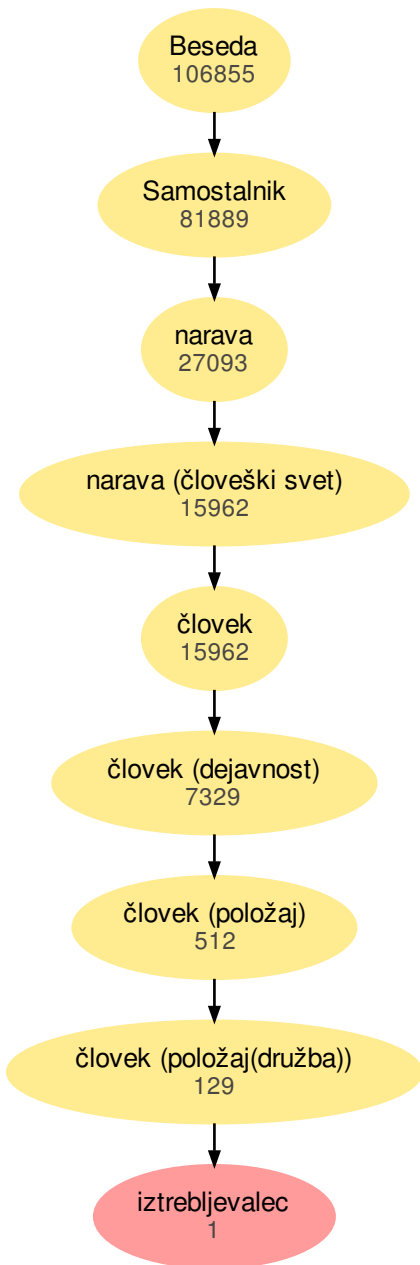 Beseda
106855
Samostalnik
81889
narava
27093
narava (človeški svet)
15962
človek
15962
človek (dejavnost)
7329
človek (položaj)
512
človek (položaj(družba))
129
iztrebljevalec
1